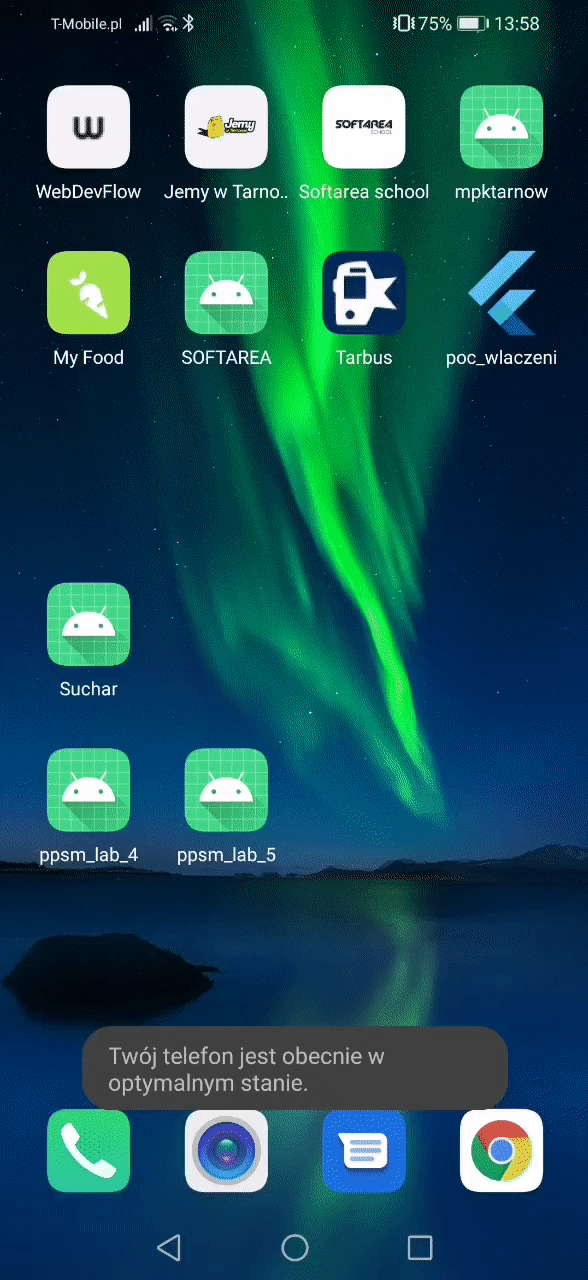 T-Mobile.pl 75% 13:58
W
Jemy
SOFTAREA
SCHOOL
WebDevFlow Jemy w Tarno.. Softarea school mpktarnow
My Food SOFTAREA Tarbus poc_wlaczeni
Suchar
ppsm_lab_4 ppsm_lab_5
Twój telefon jest obecnie w
optymalnym stanie.